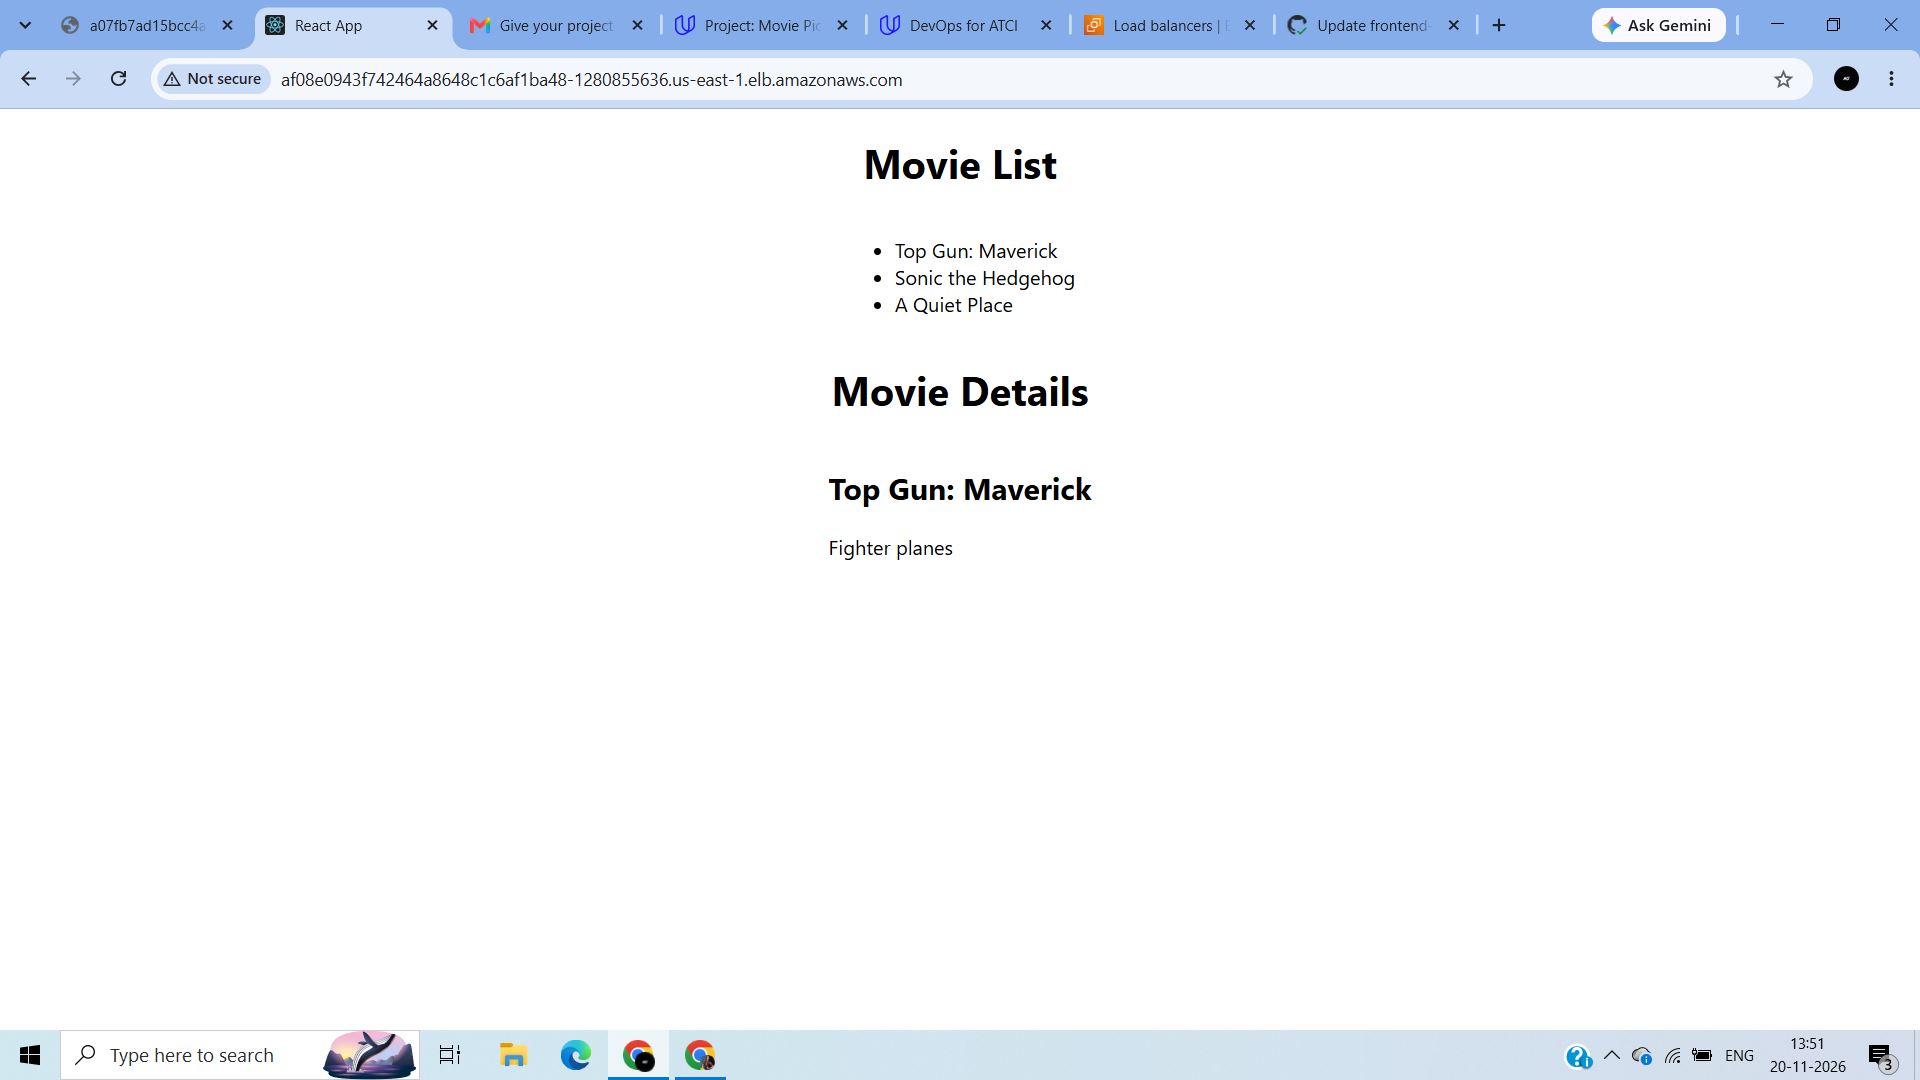 a07fb7ad15bcc4a
React App
Give your project
Project: Movie Pic
DevOps for ATCI
Load balancers | E
Update frontend-
Ask Gemini
Not secure
af08e0943f742464a8648c1c6af1ba48-1280855636.us-east-1.elb.amazonaws.com
Movie List
Top Gun: Maverick
Sonic the Hedgehog
A Quiet Place
Movie Details
Top Gun: Maverick
Fighter planes
Type here to search
ENG
13:51
20-11-2026
3